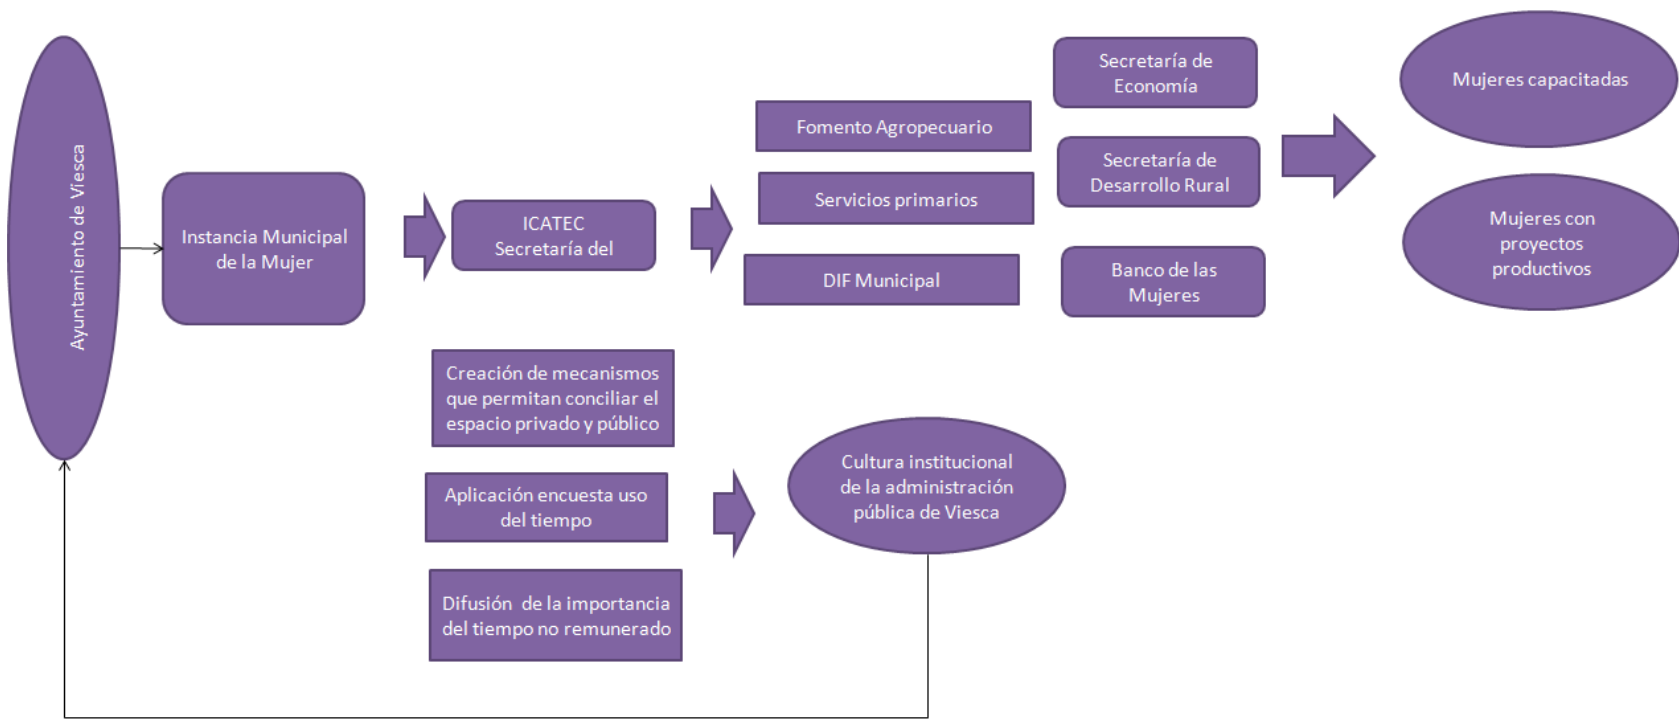 Ayuntamiento de Viesca
Instancia Municipal
de la Mujer
ICATEC
Secretaría del
Fomento Agropecuario
Servicios primarios
DIF Municipal
Secretaría de
Economía
Secretaría de
Desarrollo Rural
Banco de las
Mujeres
Mujeres capacitadas
Mujeres con
proyectos
productivos
Creación de mecanismos
que permitan conciliar el
espacio privado y público
Aplicación encuesta uso
del tiempo
Difusión  de la importancia
del tiempo no remunerado
Cultura institucional
de la administración
pública de Viesca